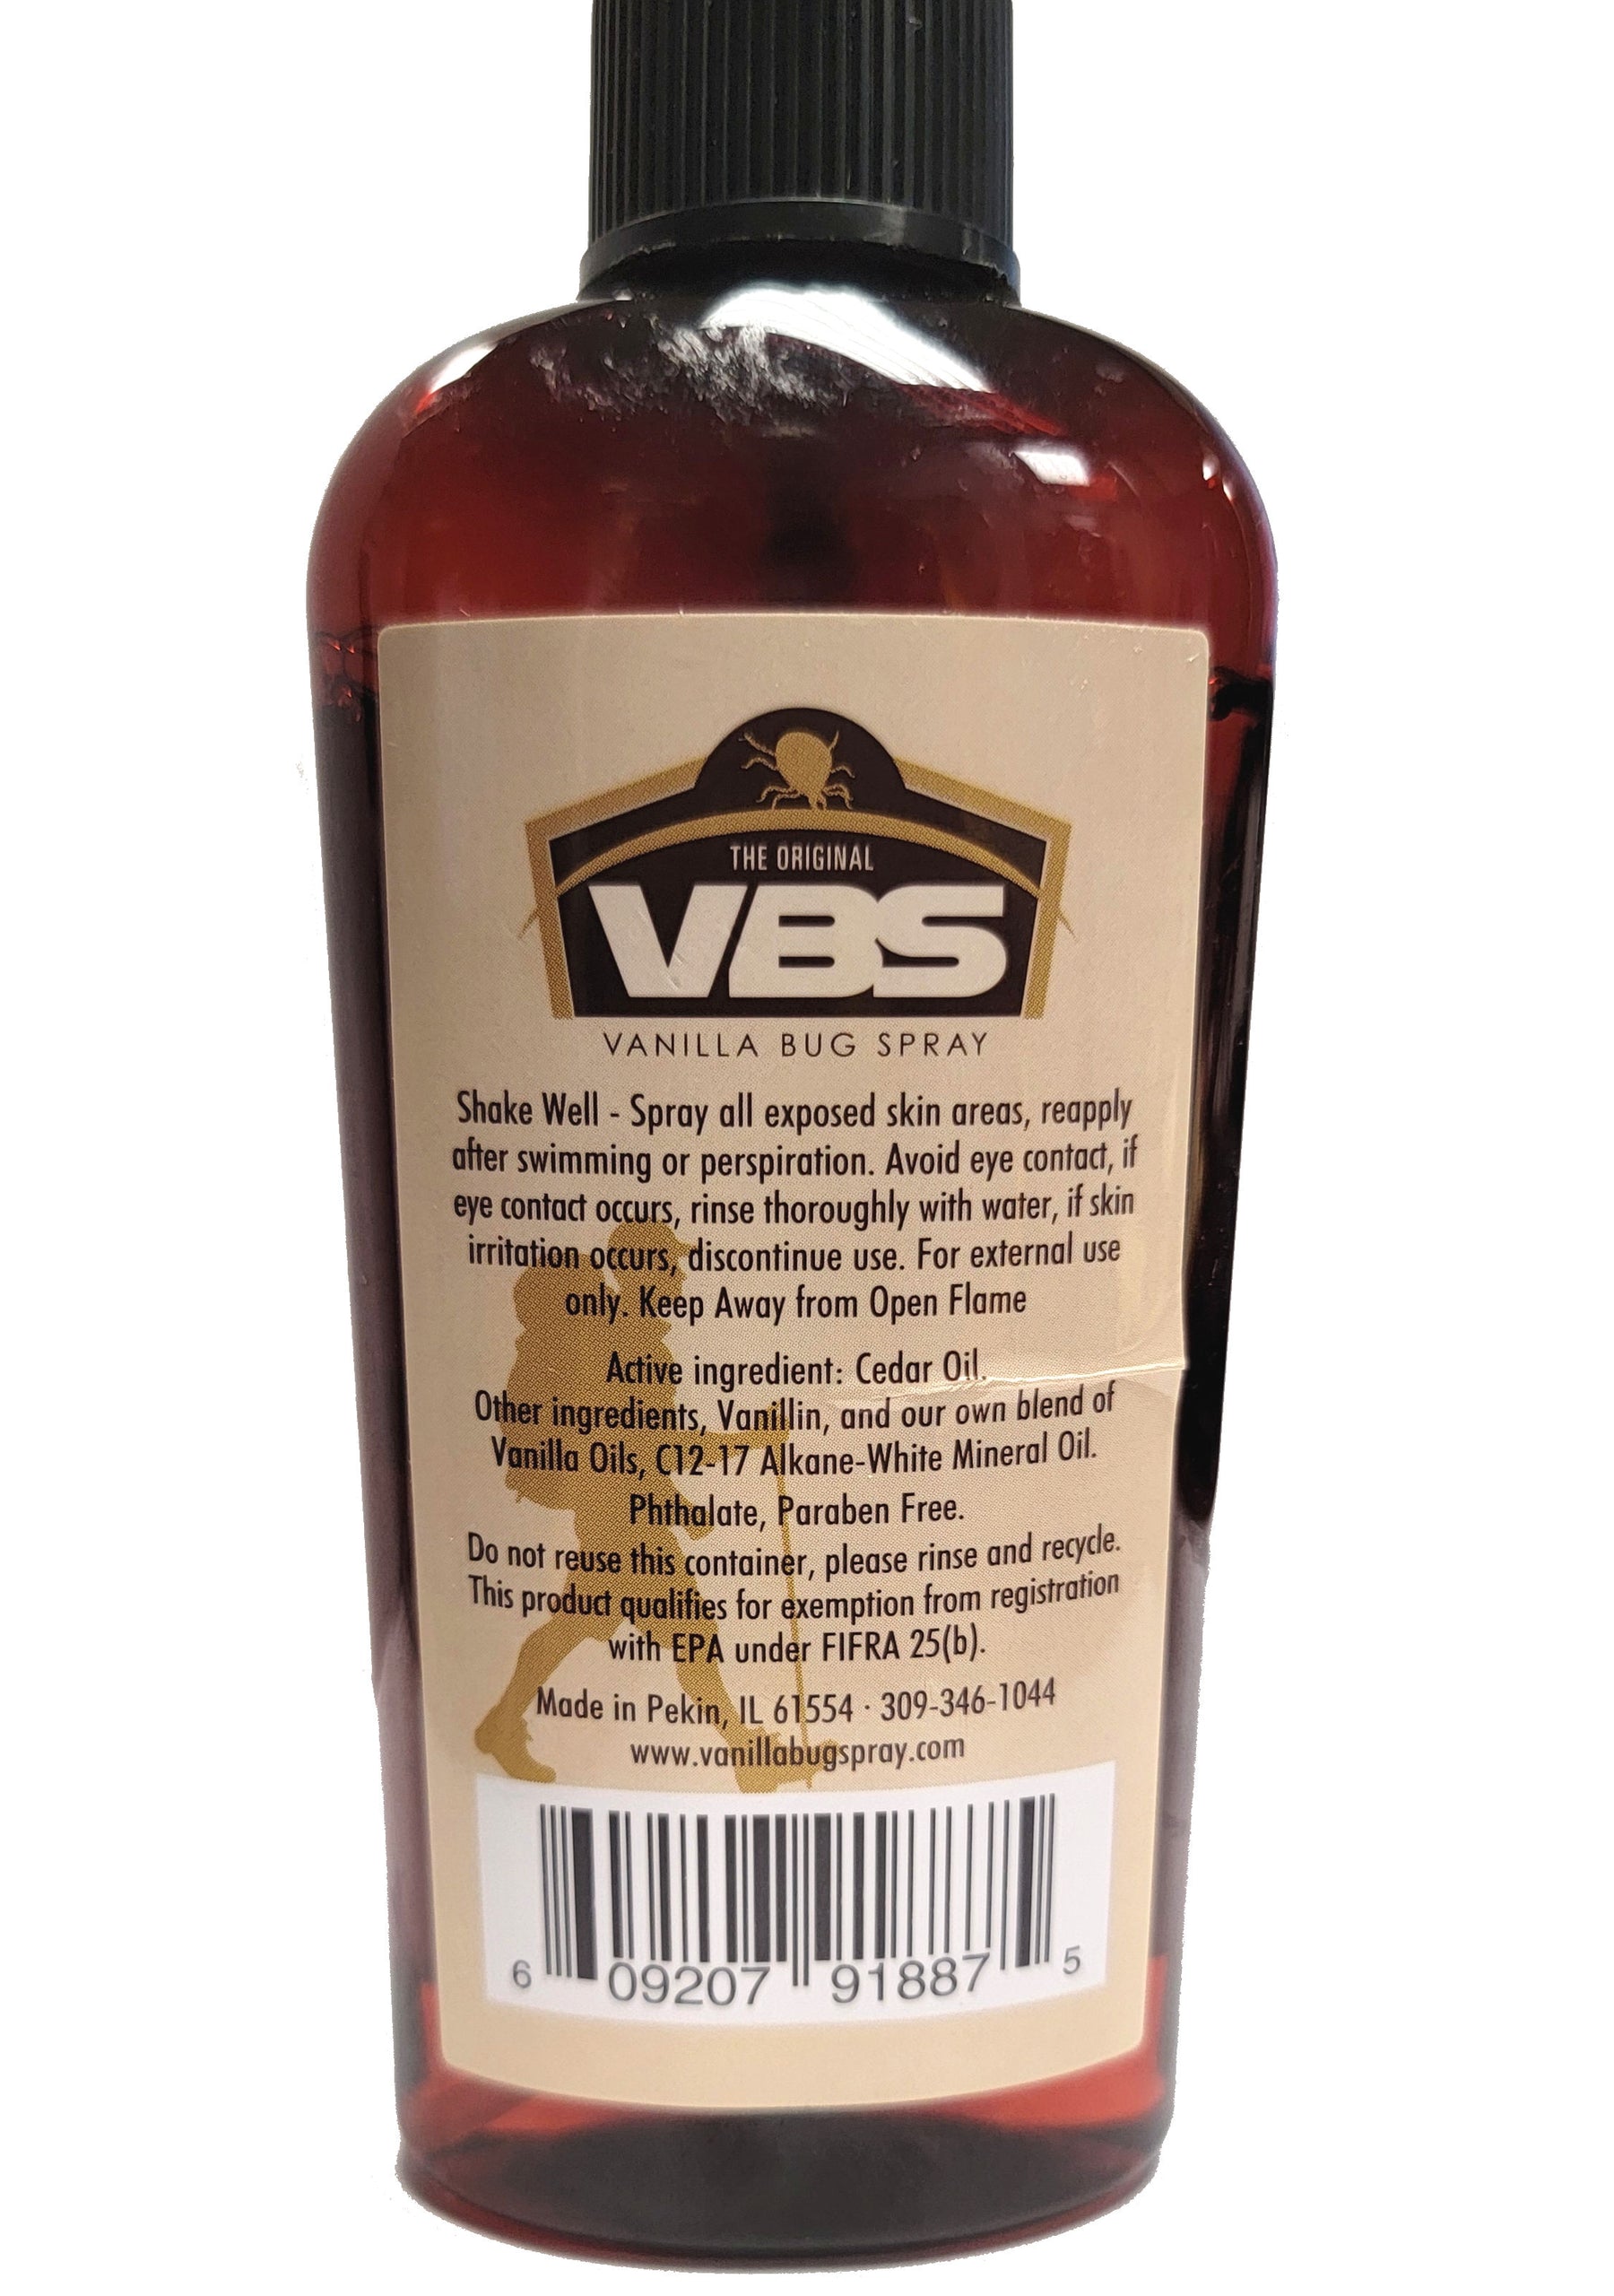 THE ORIGINAL
VBS
VANILLA BUG SPRAY
Shake Well - Spray all exposed skin areas, reapply
after swimming or perspiration. Avoid eye contact, if
eye contact occurs, rinse thoroughly with water, if skin
irritation occurs, discontinue use. For external use
only. Keep Away from Open Flame
Active ingredient: Cedar Oil.
Other ingredients, Vanillin, and our own blend of
Vanilla Oils, C12-17 Alkane-White Mineral Oil.
Phthalate, Paraben Free.
Do not reuse this container, please rinse and recycle.
This product qualifies for exemption from registration
with EPA under FIFRA 25(b).
Made in Pekin, IL 61554 · 309-346-1044
www.vanillabugspray.com
6 09207 91887 5